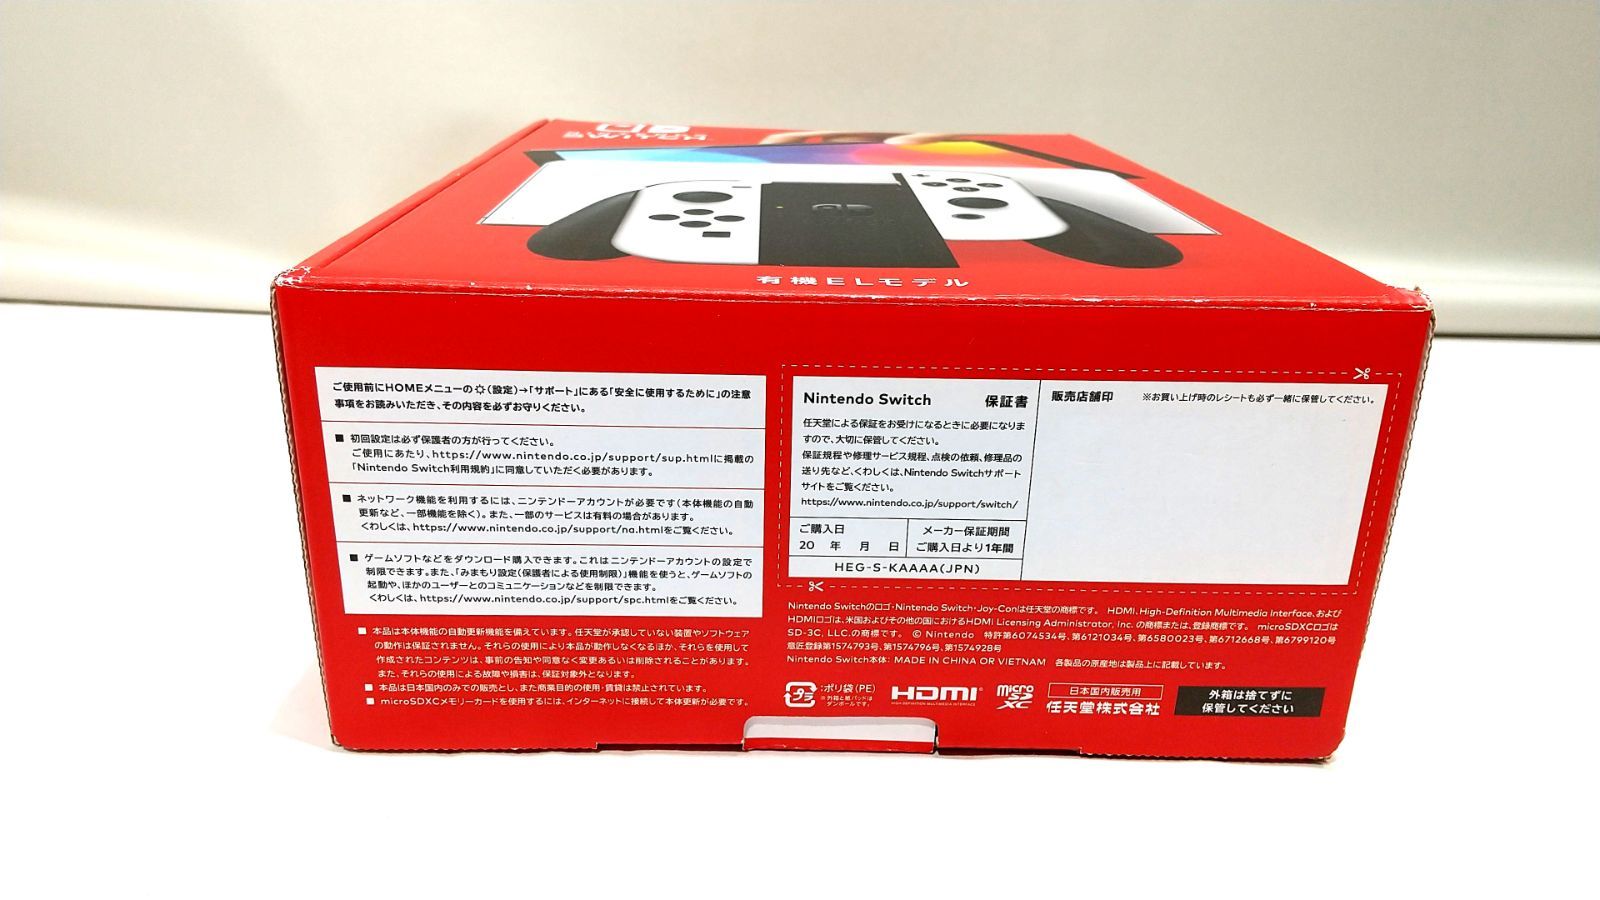 SWITCH
有機ELモデル
ご使用前にHOMEメニューの(設定)→「サポート」にある「安全に使用するために」の注意
事項をお読みいただき、その内容を必ずお守りください。
■ 初回設定は必ず保護者の方が行ってください。
ご使用にあたり、https://www.nintendo.co.jp/support/sup.htmlに掲載の
「Nintendo Switch利用規約」に同意していただく必要があります。
■ ネットワーク機能を利用するには、ニンテンドーアカウントが必要です(本体機能の自動
更新など、一部機能を除く)。また、一部のサービスは有料の場合があります。
くわしくは、https://www.nintendo.co.jp/support/na.htmlをご覧ください。
■ ゲームソフトなどをダウンロード購入できます。これはニンテンドーアカウントの設定で
制限できます。また、「みまもり設定(保護者による使用制限)」機能を使うと、ゲームソフトの
起動や、ほかのユーザーとのコミュニケーションなどを制限できます。
くわしくは、https://www.nintendo.co.jp/support/spc.htmlをご覧ください。
■ 本品は本体機能の自動更新機能を備えています。任天堂が承認していない装置やソフトウェア
の動作は保証されません。それらの使用により本品が動作しなくなるほか、それらを使用して
作成されたコンテンツは、事前の告知や同意なく変更あるいは削除されることがあります。
また、それらの使用による故障や損害は、保証対象外となります。
■ 本品は日本国内のみでの販売とし、また商業目的の使用・賃貸は禁止されています。
■ microSDXCメモリーカードを使用するには、インターネットに接続して本体更新が必要です。
Nintendo Switch 保証書
任天堂による保証をお受けになるときに必要になりま
すので、大切に保管してください。
保証規程や修理サービス規程、点検の依頼、修理品の
送り先など、くわしくは、Nintendo Switchサポート
サイトをご覧ください。
https://www.nintendo.co.jp/support/switch/
ご購入日
20 年 月 日
メーカー保証期間
ご購入日より1年間
HEG-S-KAAAA(JPN)
販売店舗印 ※お買い上げ時のレシートも必ず一緒に保管してください。
Nintendo Switchのロゴ・Nintendo Switch・Joy-Conは任天堂の商標です。 HDMI、High-Definition Multimedia Interface、および
HDMIロゴは、米国およびその他の国におけるHDMI Licensing Administrator, Inc. の商標または、登録商標です。 microSDXCロゴは
SD-3C, LLC.の商標です。 © Nintendo 特許第6074534号、第6121034号、第6580023号、第6712668号、第6799120号
意匠登録第1574793号、第1574796号、第1574928号
Nintendo Switch本体: MADE IN CHINA OR VIETNAM 各製品の原産地は製品上に記載しています。
プラ
:ポリ袋(PE)
※外箱と紙パッドは
ダンボールです。
HDMI
HIGH-DEFINITION MULTIMEDIA INTERFACE
micro
SD
XC
日本国内販売用
任天堂株式会社
外箱は捨てずに
保管してください